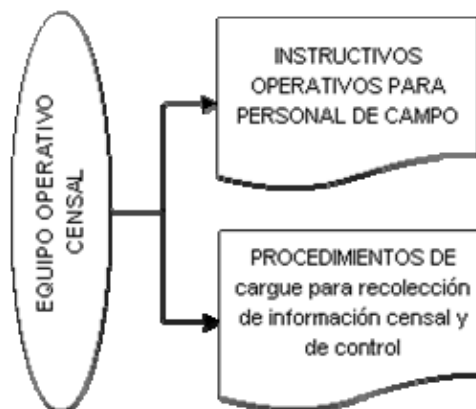 EQUIPO OPERATIVO
CENSAL
INSTRUCTIVOS
OPERATIVOS PARA
PERSONAL DE CAMPO
PROCEDIMIENTOS DE
cargue para recolección
de información censal y
de control